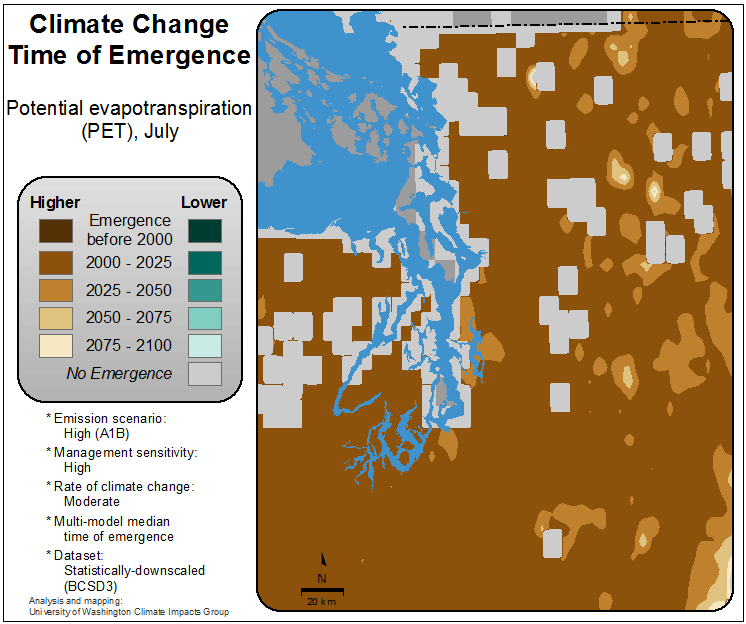 Climate Change
Time of Emergence
Potential evapotranspiration
(PET), July
Higher Lower
Emergence
before 2000
2000 - 2025
2025 - 2050
2050 - 2075
2075 - 2100
No Emergence
* Emission scenario:
High (A1B)
* Management sensitivity:
High
* Rate of climate change:
Moderate
* Multi-model median
time of emergence
* Dataset:
Statistically-downscaled
(BCSD3)
Analysis and mapping:
University of Washington Climate Impacts Group
N
20 km